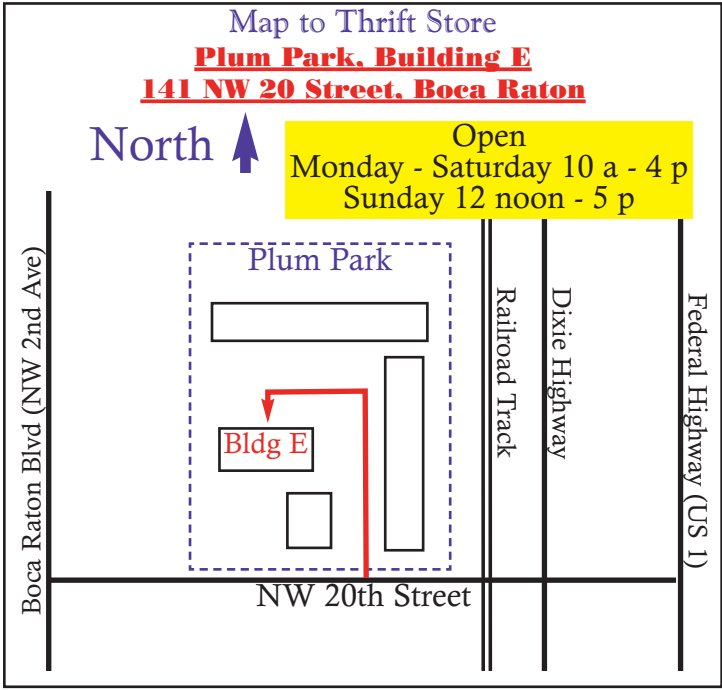 Map to Thrift Store
Plum Park, Building E
141 NW 20 Street, Boca Raton
North
Open
Monday - Saturday 10 a - 4 p
Sunday 12 noon - 5 p
Plum Park
Boca Raton Blvd (NW 2nd Ave)
Railroad Track
Dixie Highway
Federal Highway (US 1)
Bldg E
NW 20th Street